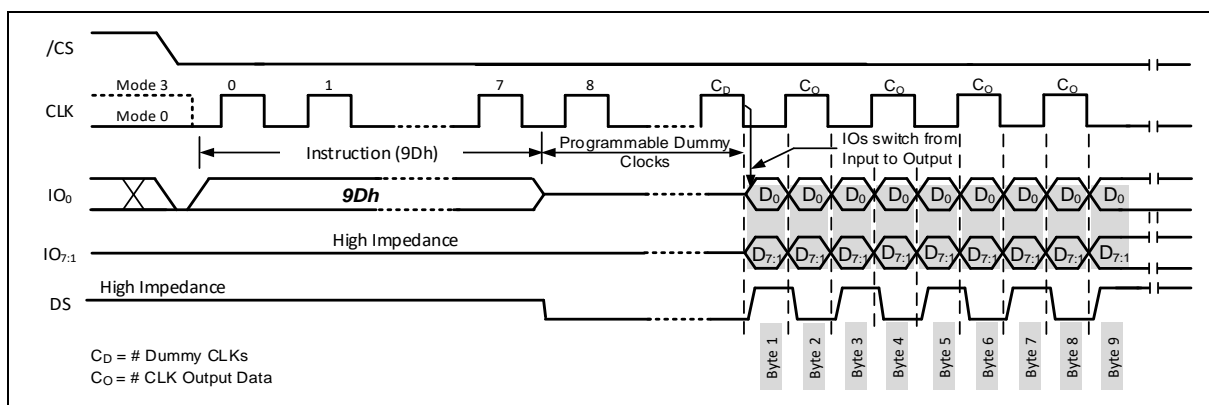 /CS
Mode 3
0 1 7 8 C_D C_O C_O C_O C_O
CLK
Mode 0
Instruction (9Dh)
Programmable Dummy
Clocks
IOs switch from
Input to Output
IO_0
9Dh
D_0 D_0 D_0 D_0 D_0 D_0 D_0 D_0 D_0
High Impedance
IO_7:1
D_7:1 D_7:1 D_7:1 D_7:1 D_7:1 D_7:1 D_7:1 D_7:1 D_7:1
High Impedance
DS
Byte 1
Byte 2
Byte 3
Byte 4
Byte 5
Byte 6
Byte 7
Byte 8
Byte 9
C_D = # Dummy CLKs
C_O = # CLK Output Data